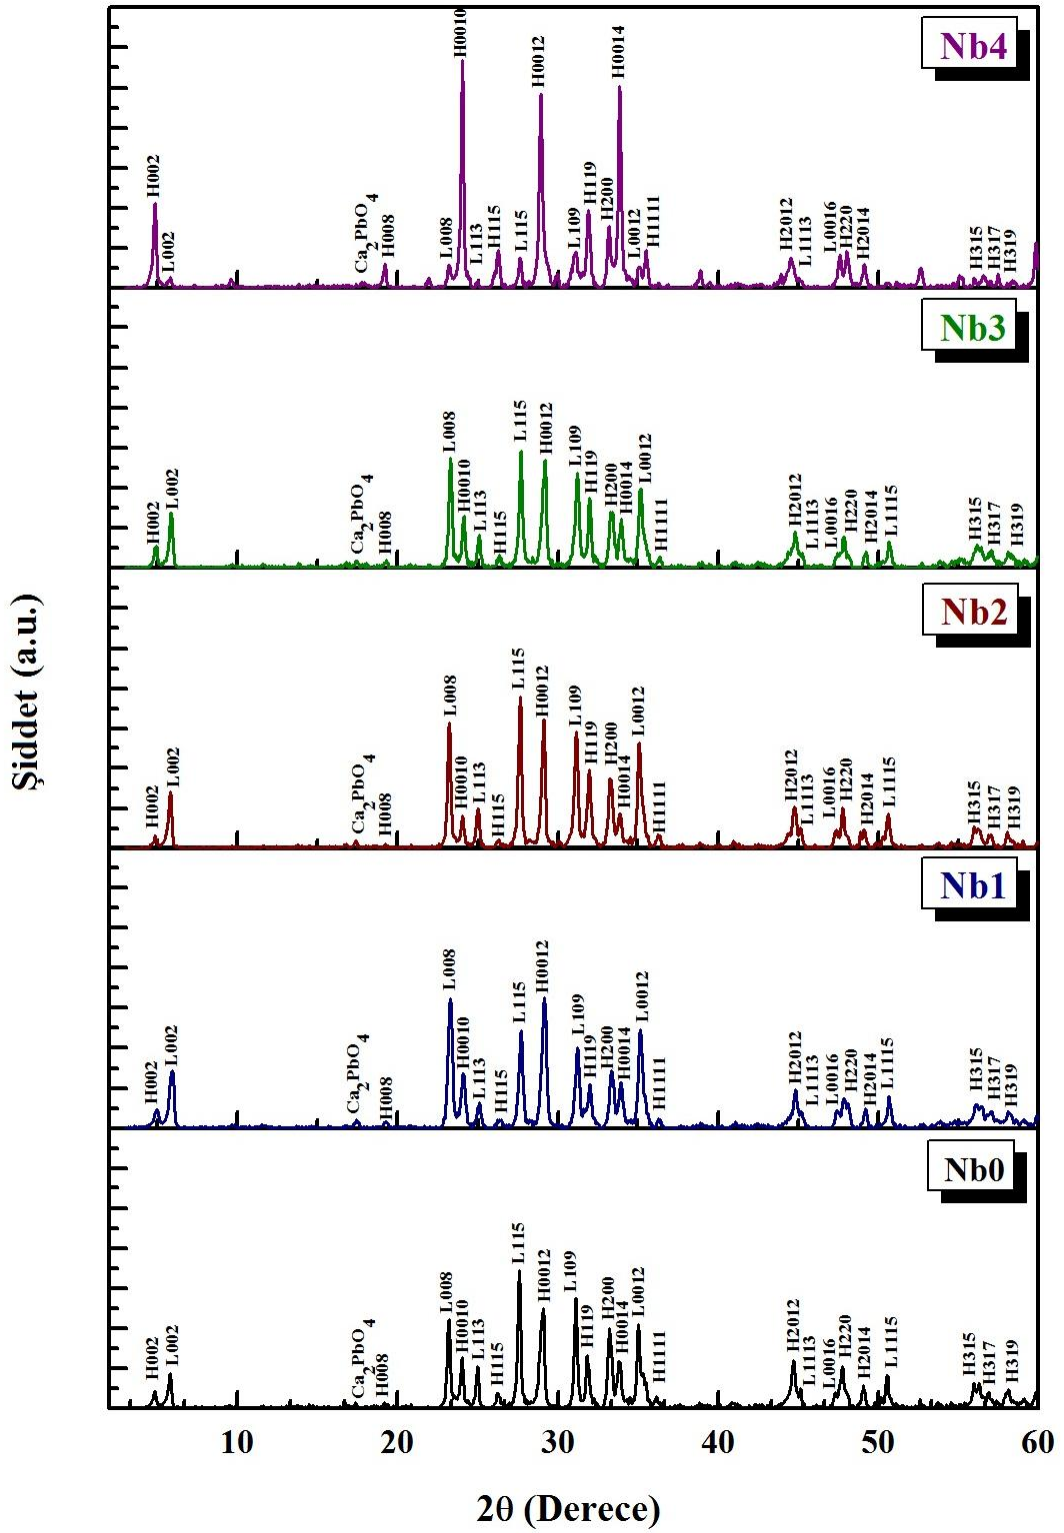 Şiddet (a.u.)
Nb4
H002
L002
Ca2PbO4
H008
L008
H0010
L113
H115
L115
H0012
L109
H119
H200
H0014
L0012
H1111
H2012
L1113
L0016
H220
H2014
H315
H317
H319
Nb3
H002
L002
Ca2PbO4
H008
L008
H0010
L113
H115
L115
H0012
L109
H119
H200
H0014
L0012
H1111
H2012
L1113
L0016
H220
H2014
L1115
H315
H317
H319
Nb2
H002
L002
Ca2PbO4
H008
L008
H0010
L113
H115
L115
H0012
L109
H119
H200
H0014
L0012
H1111
H2012
L1113
L0016
H220
H2014
L1115
H315
H317
H319
Nb1
H002
L002
Ca2PbO4
H008
L008
H0010
L113
H115
L115
H0012
L109
H119
H200
H0014
L0012
H1111
H2012
L1113
L0016
H220
H2014
L1115
H315
H317
H319
Nb0
H002
L002
Ca2PbO4
H008
L008
H0010
L113
H115
L115
H0012
L109
H119
H200
H0014
L0012
H1111
H2012
L1113
L0016
H220
H2014
L1115
H315
H317
H319
10 20 30 40 50 60
2θ (Derece)